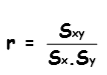 r = Sxy / Sx.Sy